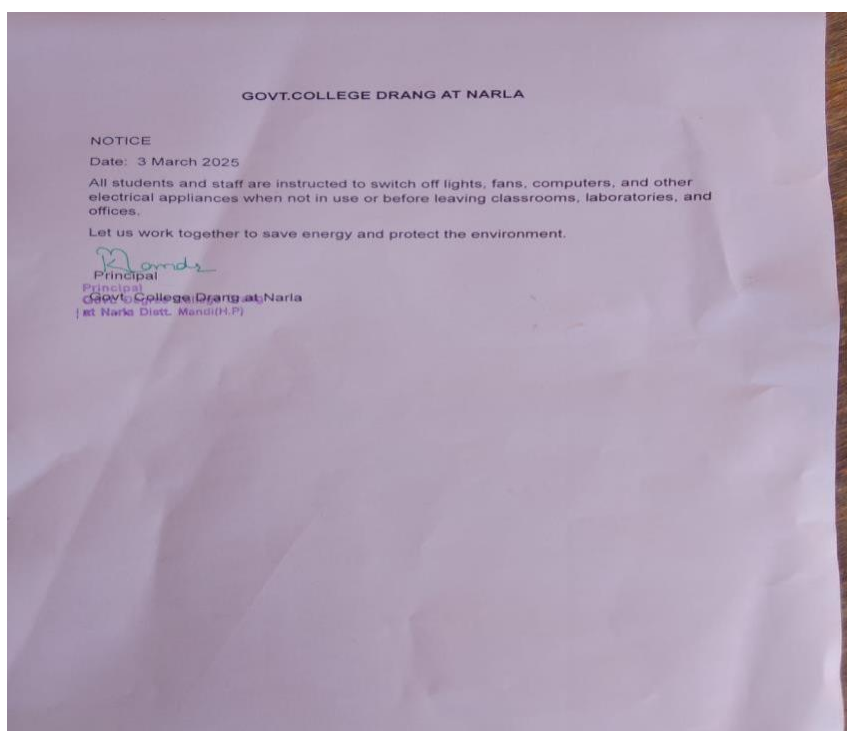 GOVT.COLLEGE DRANG AT NARLA
NOTICE
Date: 3 March 2025
All students and staff are instructed to switch off lights, fans, computers, and other
electrical appliances when not in use or before leaving classrooms, laboratories, and
offices.
Let us work together to save energy and protect the environment.
Principal
Principal
Govt. College Drang at Narla
at Narla Distt. Mandi(H.P)